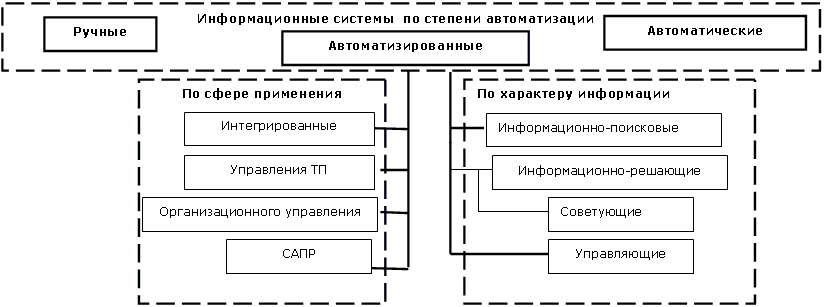 Информационные системы по степени автоматизации
Ручные
Автоматизированные
Автоматические
По сфере применения
Интегрированные
Управления ТП
Организационного управления
САПР
По характеру информации
Информационно-поисковые
Информационно-решающие
Советующие
Управляющие